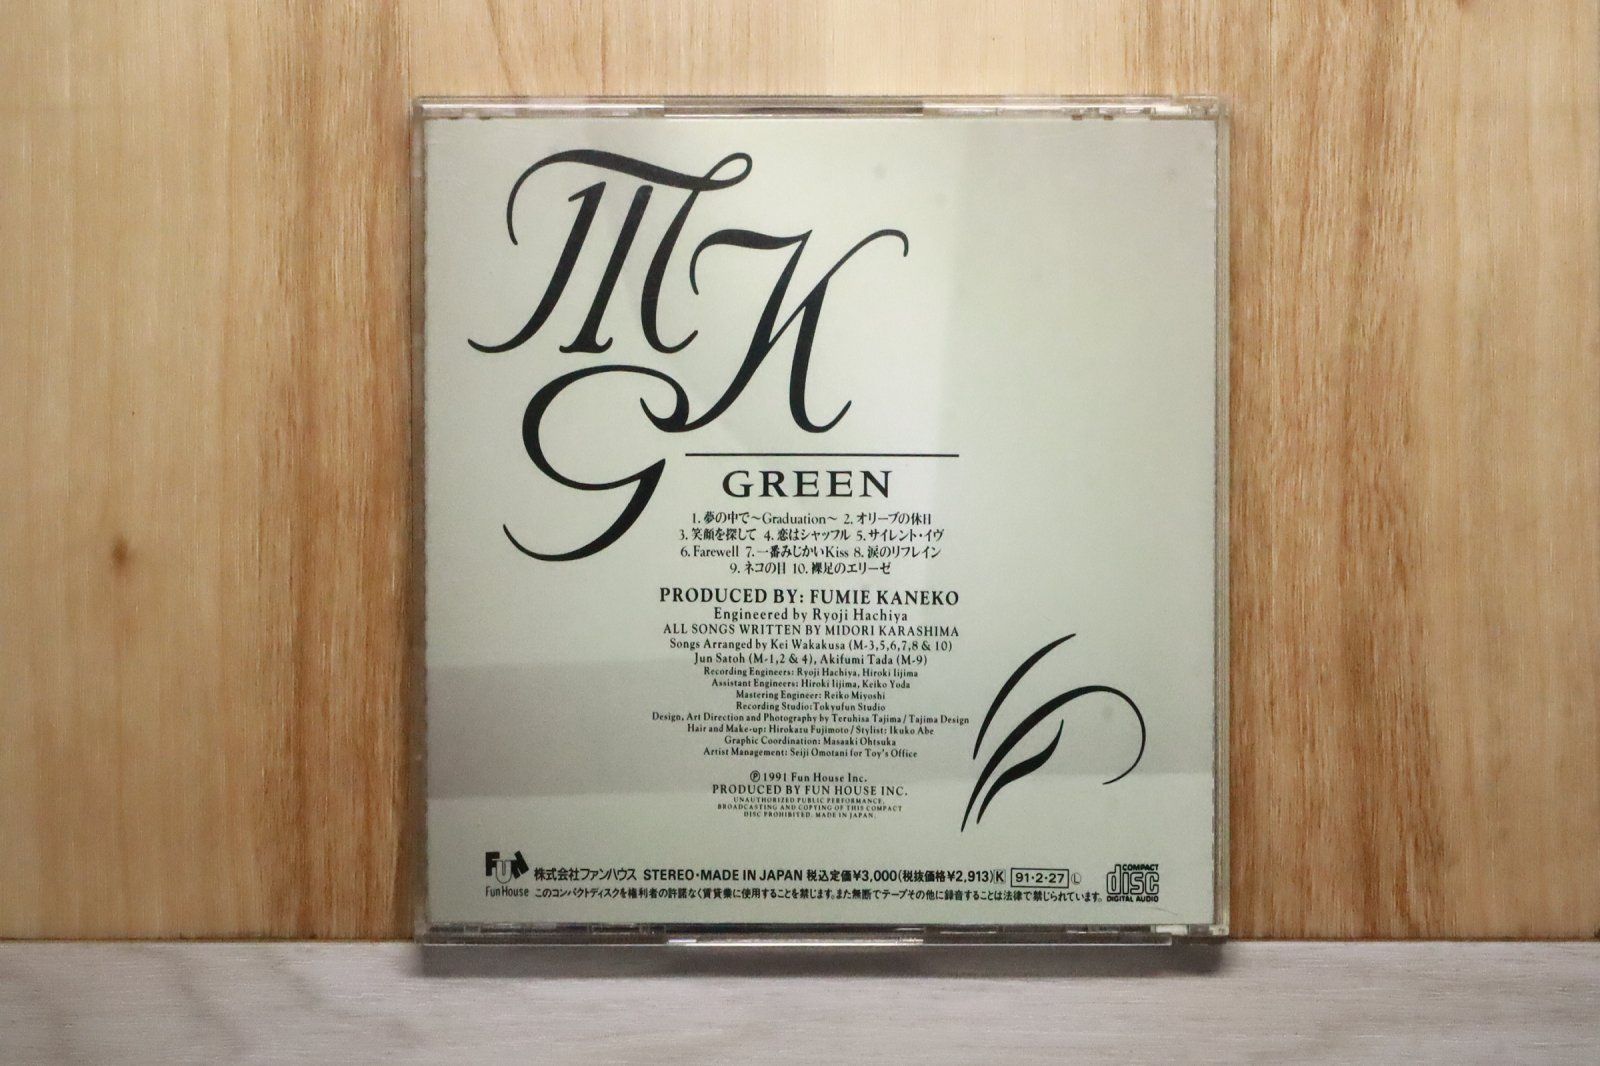 MK
G
GREEN
1. 夢の中で～Graduation～ 2. オリーブの休日
3. 笑顔を探して 4. 恋はシャッフル 5. サイレント・イヴ
6. Farewell 7. 一番みじかいKiss 8. 涙のリフレイン
9. ネコの目 10. 裸足のエリーゼ
PRODUCED BY: FUMIE KANEKO
Engineered by Ryoji Hachiya
ALL SONGS WRITTEN BY MIDORI KARASHIMA
Songs Arranged by Kei Wakakusa (M-3,5,6,7,8 & 10)
Jun Satoh (M-1,2 & 4), Akifumi Tada (M-9)
Recording Engineers: Ryoji Hachiya, Hiroki Iijima
Assistant Engineers: Hiroki Iijima, Keiko Yoda
Mastering Engineer: Reiko Miyoshi
Recording Studio: Tokyufun Studio
Design, Art Direction and Photography by Teruhisa Tajima / Tajima Design
Hair and Make-up: Hirokazu Fujimoto / Stylist: Ikuko Abe
Graphic Coordination: Masaaki Ohtsuka
Artist Management: Seiji Omotani for Toy's Office
Ⓟ 1991 Fun House Inc.
PRODUCED BY FUN HOUSE INC.
UNAUTHORIZED PUBLIC PERFORMANCE,
BROADCASTING AND COPYING OF THIS COMPACT
DISC PROHIBITED. MADE IN JAPAN.
FUN 株式会社ファンハウス STEREO・MADE IN JAPAN 税込定価¥3,000(税抜価格¥2,913)K 91・2・27 Ⓛ
Fun House このコンパクトディスクを権利者の許諾なく賃貸業に使用することを禁じます。また無断でテープその他に録音することは法律で禁じられています。
COMPACT
disc
DIGITAL AUDIO